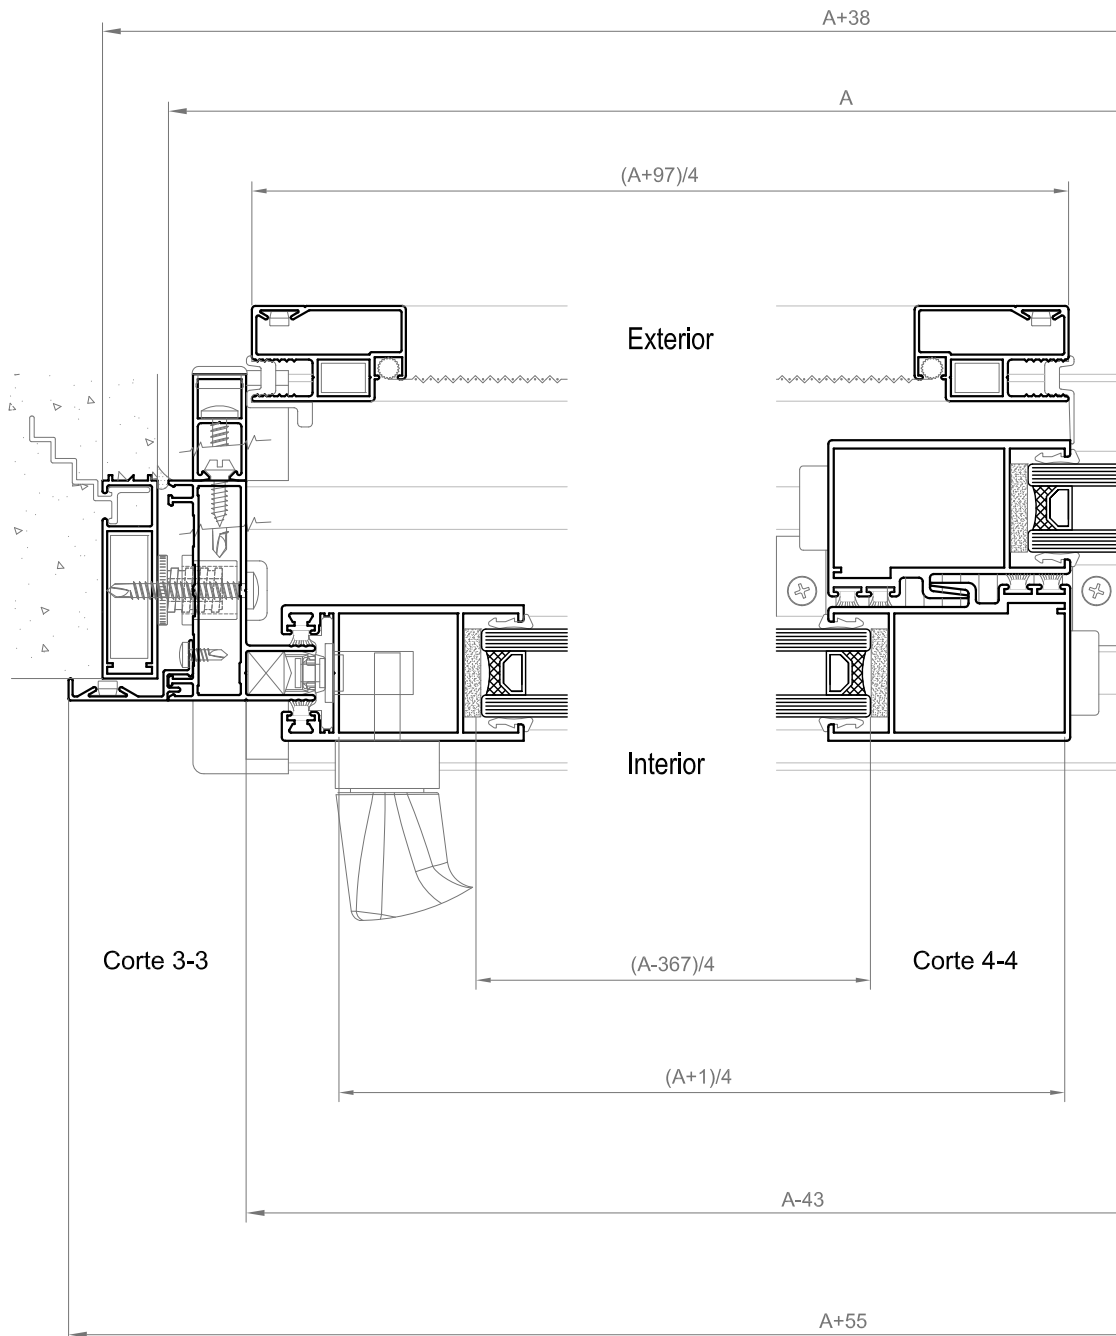 A+38
A
(A+97)/4
Exterior
Interior
Corte 3-3
(A-367)/4
Corte 4-4
(A+1)/4
A-43
A+55